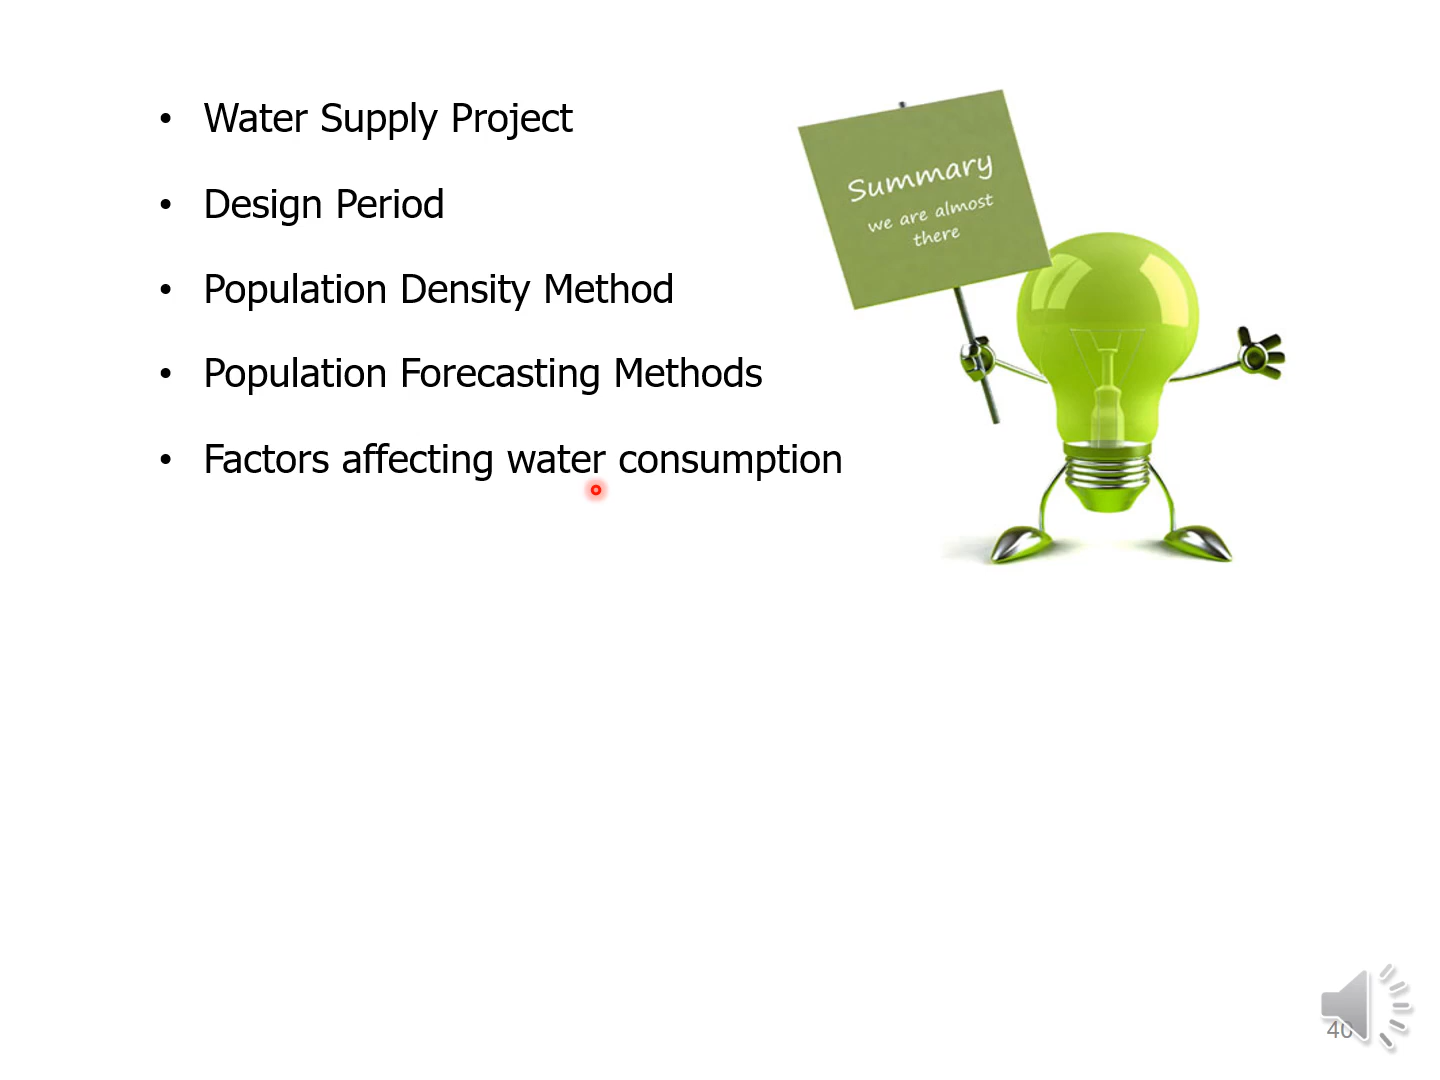 • Water Supply Project
• Design Period
• Population Density Method
• Population Forecasting Methods
• Factors affecting water consumption
Summary
we are almost
there
40